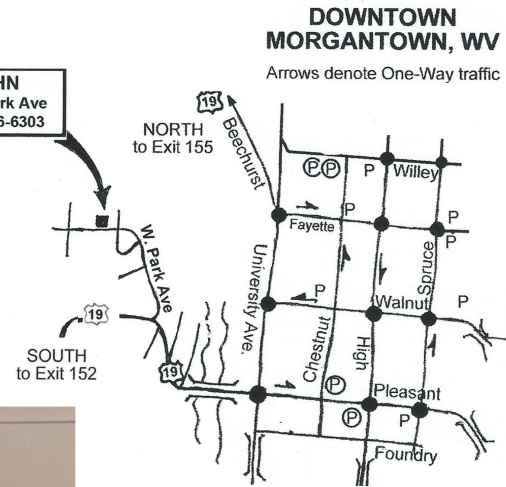 DOWNTOWN
MORGANTOWN, WV
Arrows denote One-Way traffic
HN
rk Ave
6-6303
19
NORTH
to Exit 155
Beechurst
P P
P
Willey
P
Fayette
P
P
W. Park Ave
University Ave.
Spruce
P
Walnut
P
19
SOUTH
to Exit 152
19
Chestnut
High
P
Pleasant
P
P
Foundry